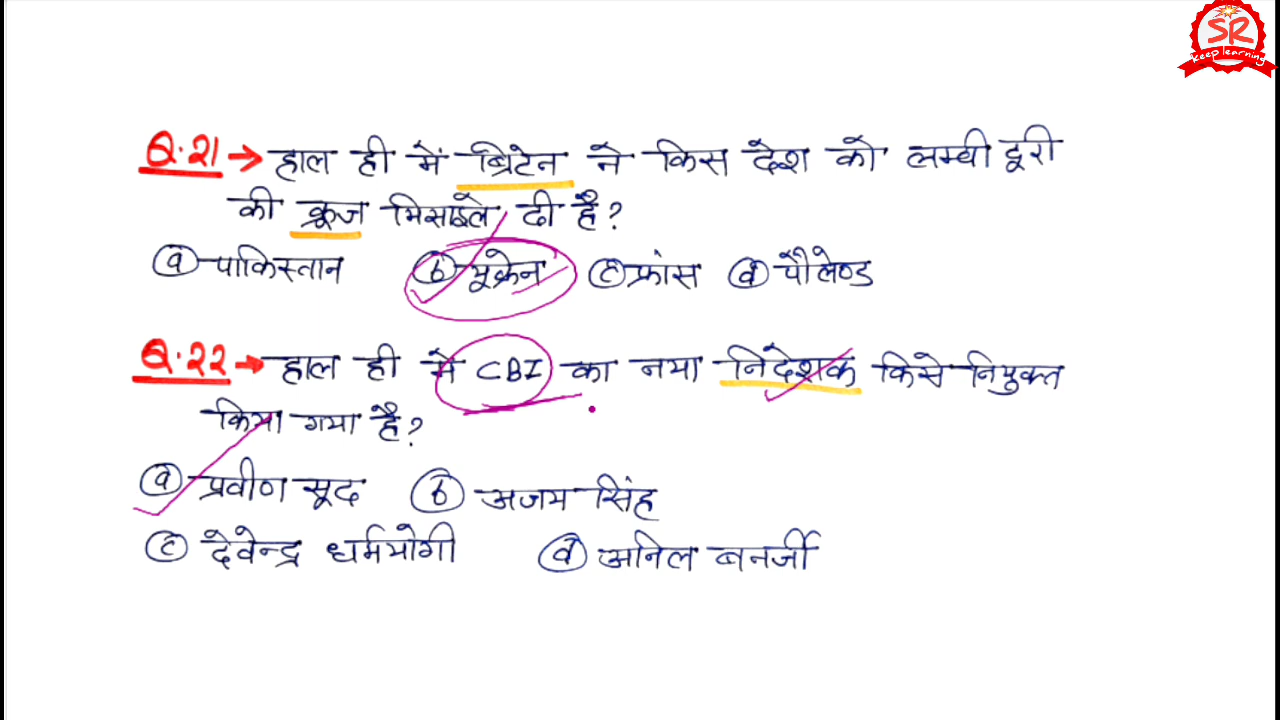 SR
keep learning
Q.21 → हाल ही में ब्रिटेन ने किस देश को लम्बी दूरी
की क्रूज मिसाइले दी है?
(a) पाकिस्तान (b) यूक्रेन (c) फ्रांस (d) पौलेण्ड
Q.22 → हाल ही में CBI का नया निदेशक किसे नियुक्त
किया गया है?
(a) प्रवीण सूद (b) अजय सिंह
(c) देवेन्द्र धर्मयोगी (d) अनिल बनर्जी